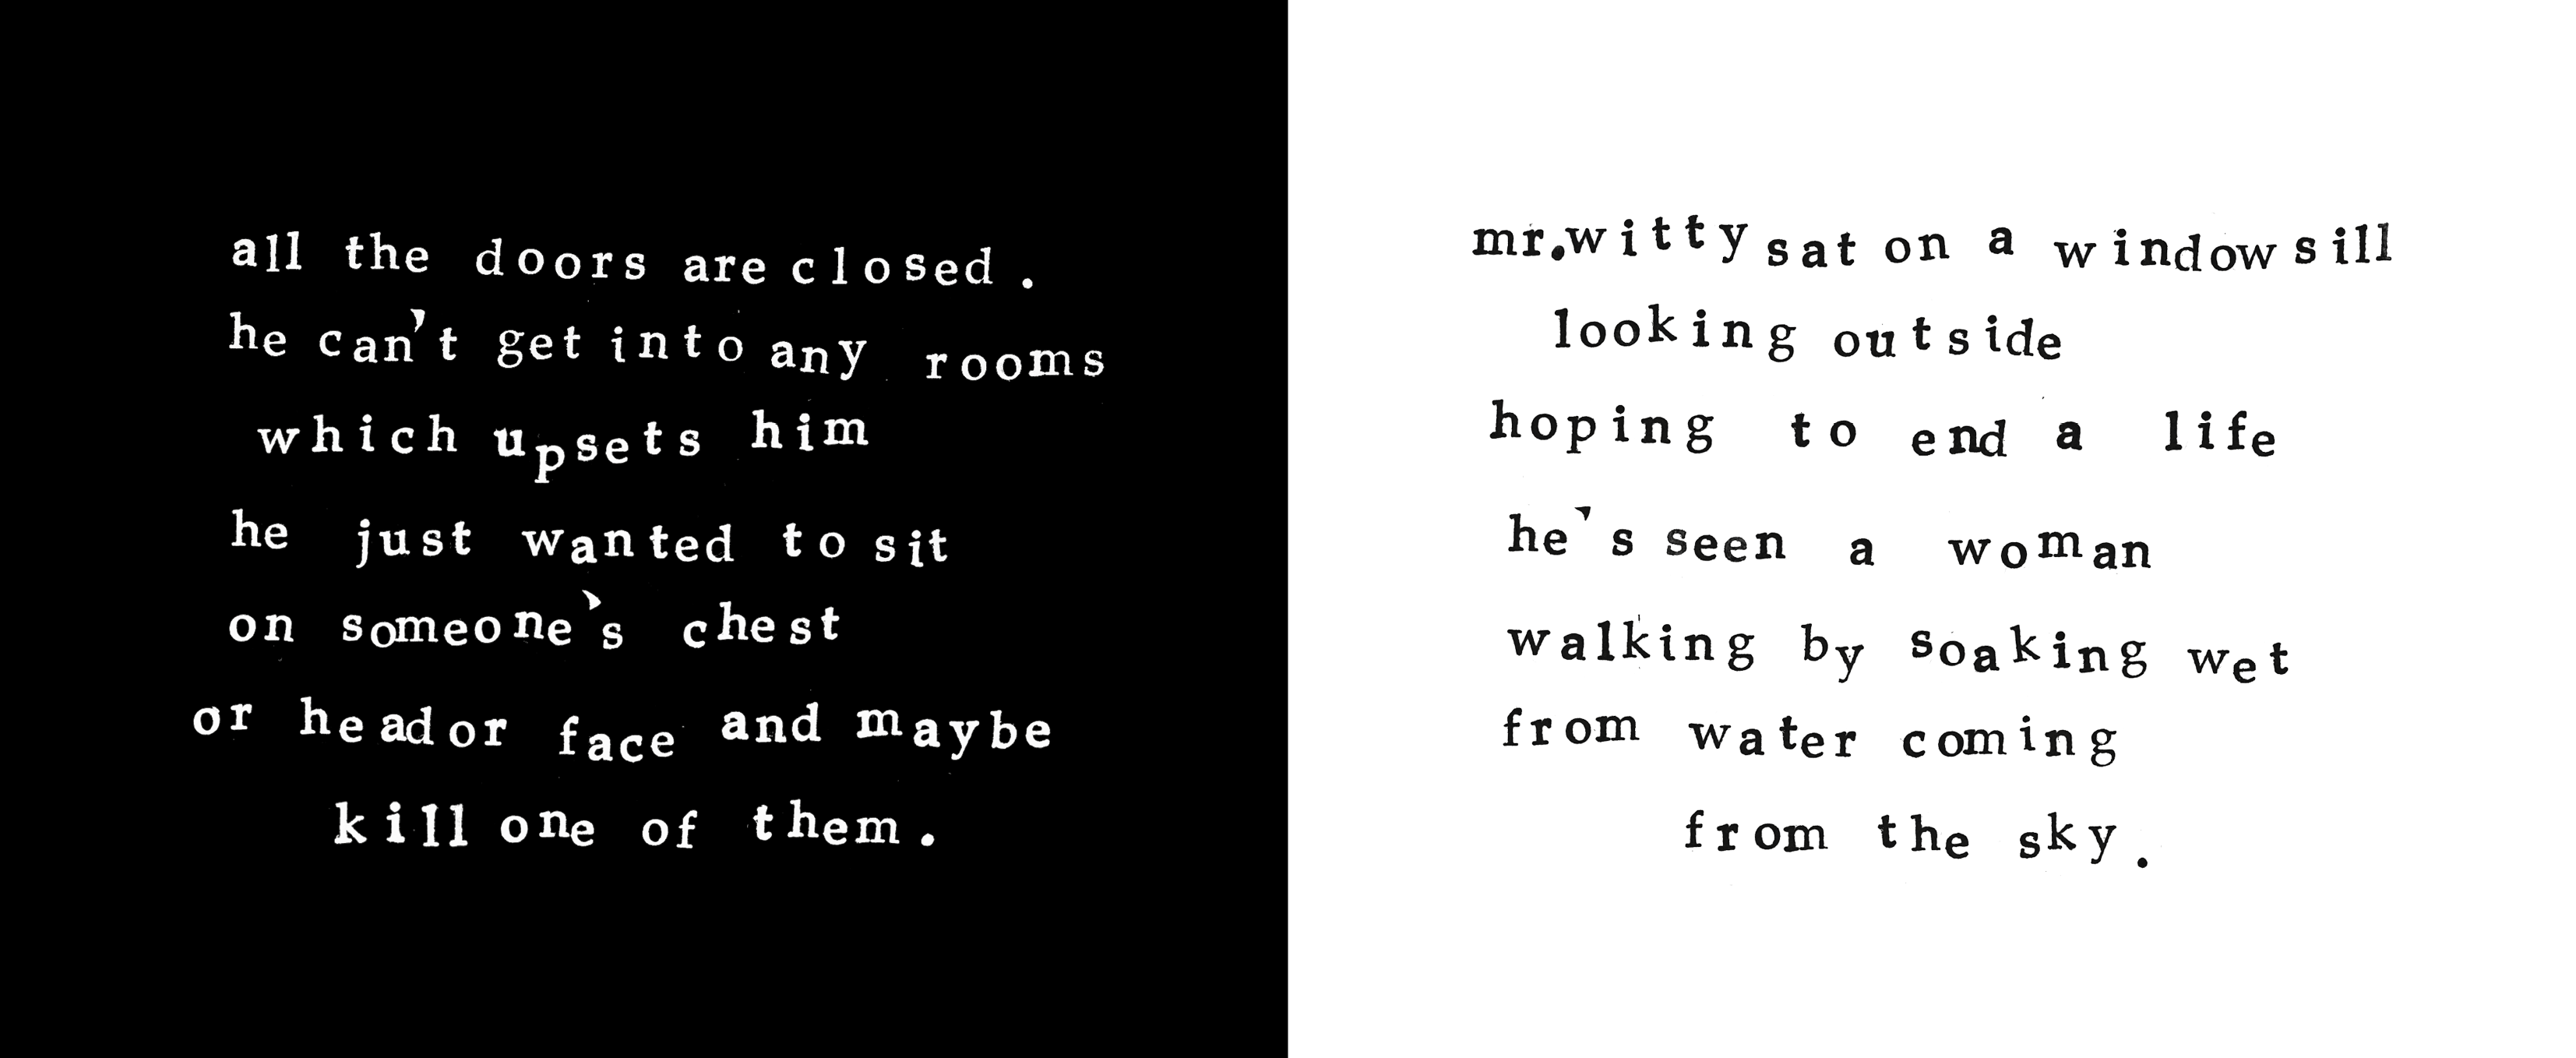 all the doors are closed.
he can't get into any rooms
which upsets him
he just wanted to sit
on someone's chest
or head or face and maybe
kill one of them.
mr.witty sat on a windowsill
looking outside
hoping to end a life
he's seen a woman
walking by soaking wet
from water coming
from the sky.